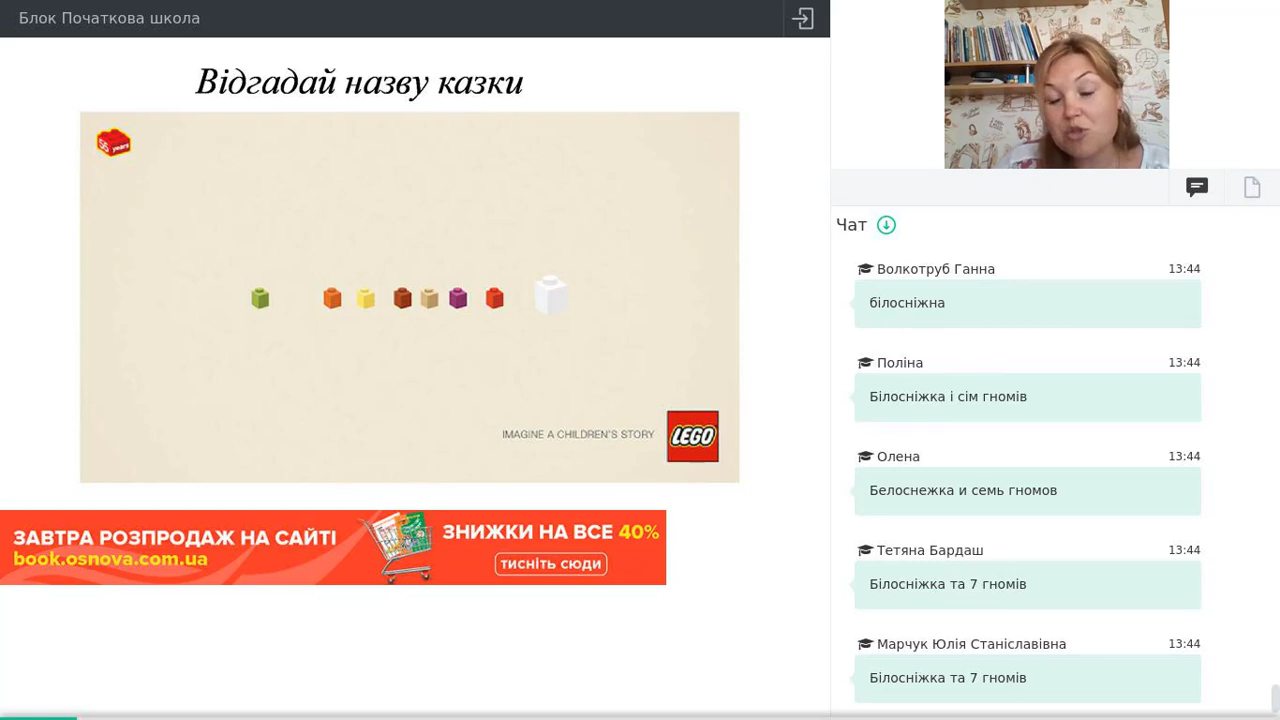 Блок Початкова школа
Відгадай назву казки
55
years
IMAGINE A CHILDREN'S STORY
LEGO
ЗАВТРА РОЗПРОДАЖ НА САЙТІ
book.osnova.com.ua
ЗНИЖКИ НА ВСЕ 40%
тисніть сюди
Чат
Волкотруб Ганна 13:44
білосніжна
Поліна 13:44
Білосніжка і сім гномів
Олена 13:44
Белоснежка и семь гномов
Тетяна Бардаш 13:44
Білосніжка та 7 гномів
Марчук Юлія Станіславівна 13:44
Білосніжка та 7 гномів